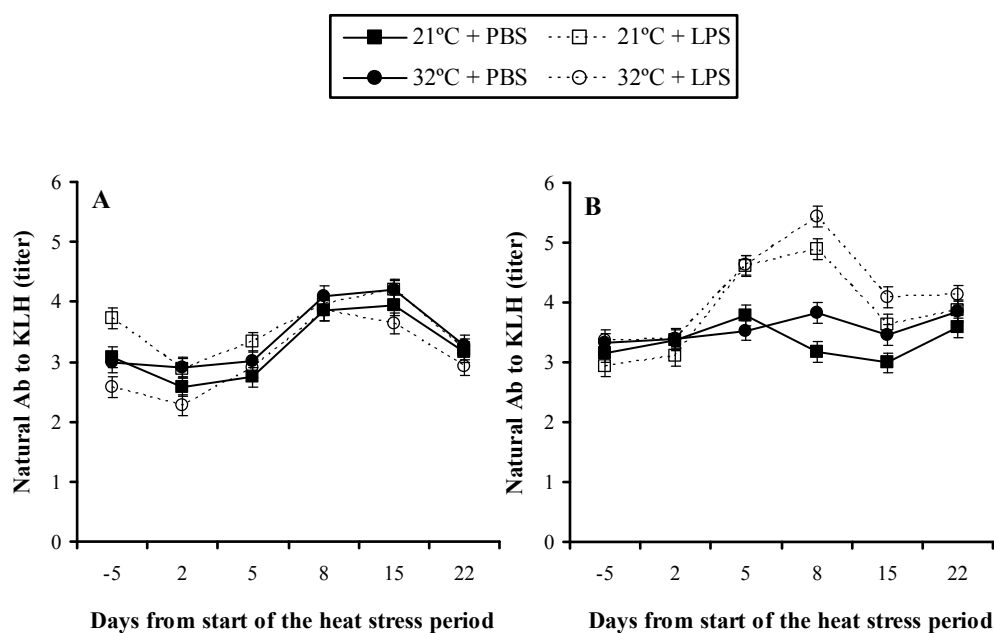 21ºC + PBS 21ºC + LPS
32ºC + PBS 32ºC + LPS
A
Natural Ab to KLH (titer)
6
5
4
3
2
1
0
-5 2 5 8 15 22
Days from start of the heat stress period
B
Natural Ab to KLH (titer)
6
5
4
3
2
1
0
-5 2 5 8 15 22
Days from start of the heat stress period